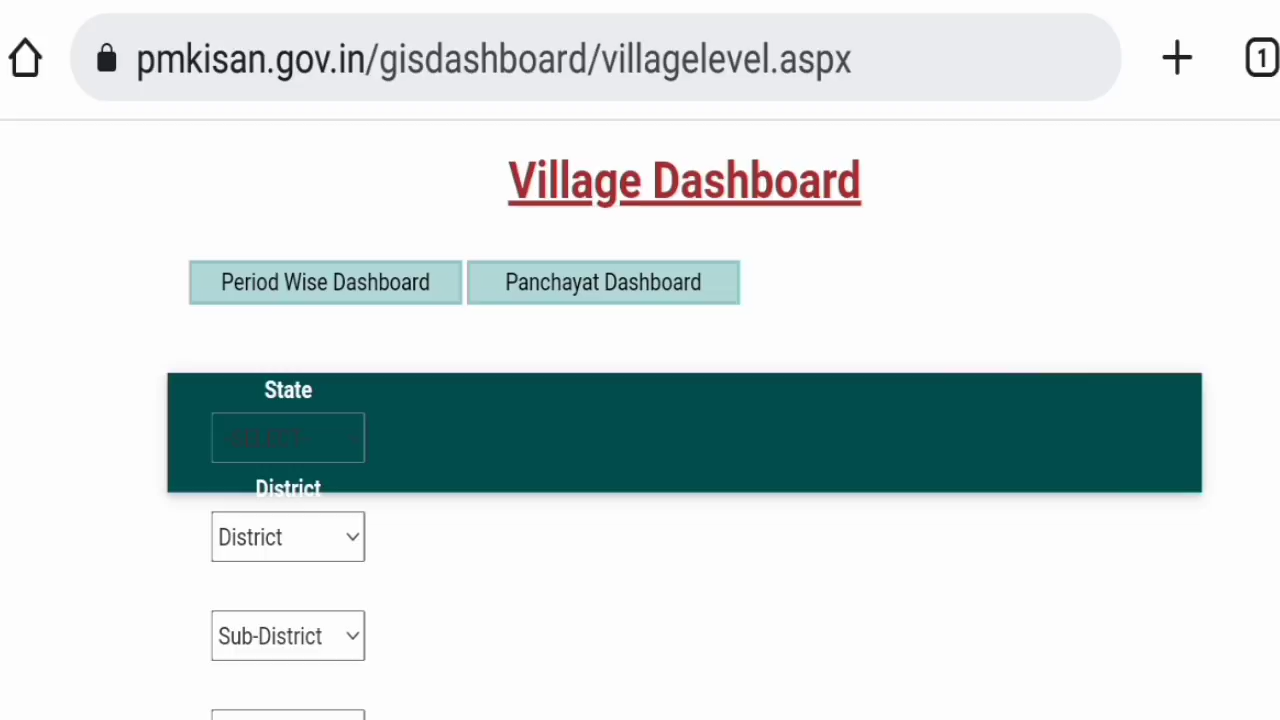 pmkisan.gov.in/gisdashboard/villagelevel.aspx
1
Village Dashboard
Period Wise Dashboard Panchayat Dashboard
State
-SELECT-
District
District
Sub-District